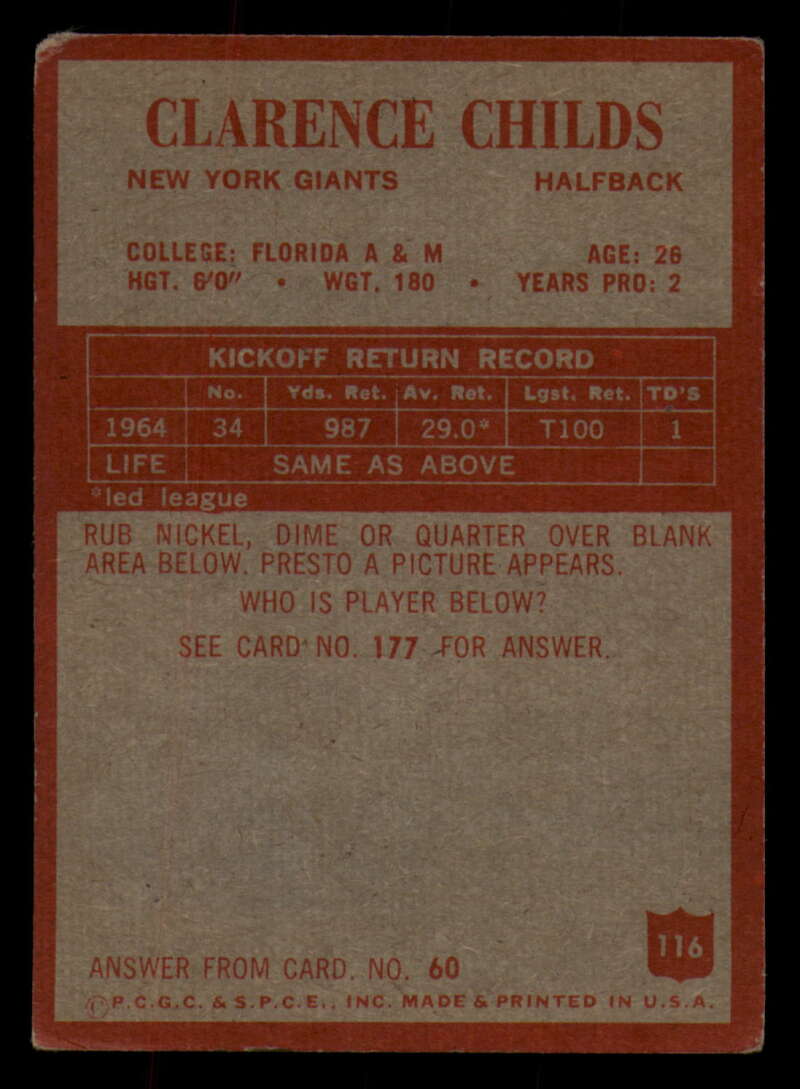 CLARENCE CHILDS
NEW YORK GIANTS HALFBACK
COLLEGE: FLORIDA A & M AGE: 26
HGT. 6'0" • WGT. 180 • YEARS PRO: 2
KICKOFF RETURN RECORD
No. Yds. Ret. Av. Ret. Lgst. Ret. TD'S
1964 34 987 29.0* T100 1
LIFE SAME AS ABOVE
*led league
RUB NICKEL, DIME OR QUARTER OVER BLANK
AREA BELOW. PRESTO A PICTURE APPEARS.
WHO IS PLAYER BELOW?
SEE CARD NO. 177 FOR ANSWER.
116
ANSWER FROM CARD. NO. 60
©P.C.G.C. & S.P.C.E., INC. MADE & PRINTED IN U.S.A.